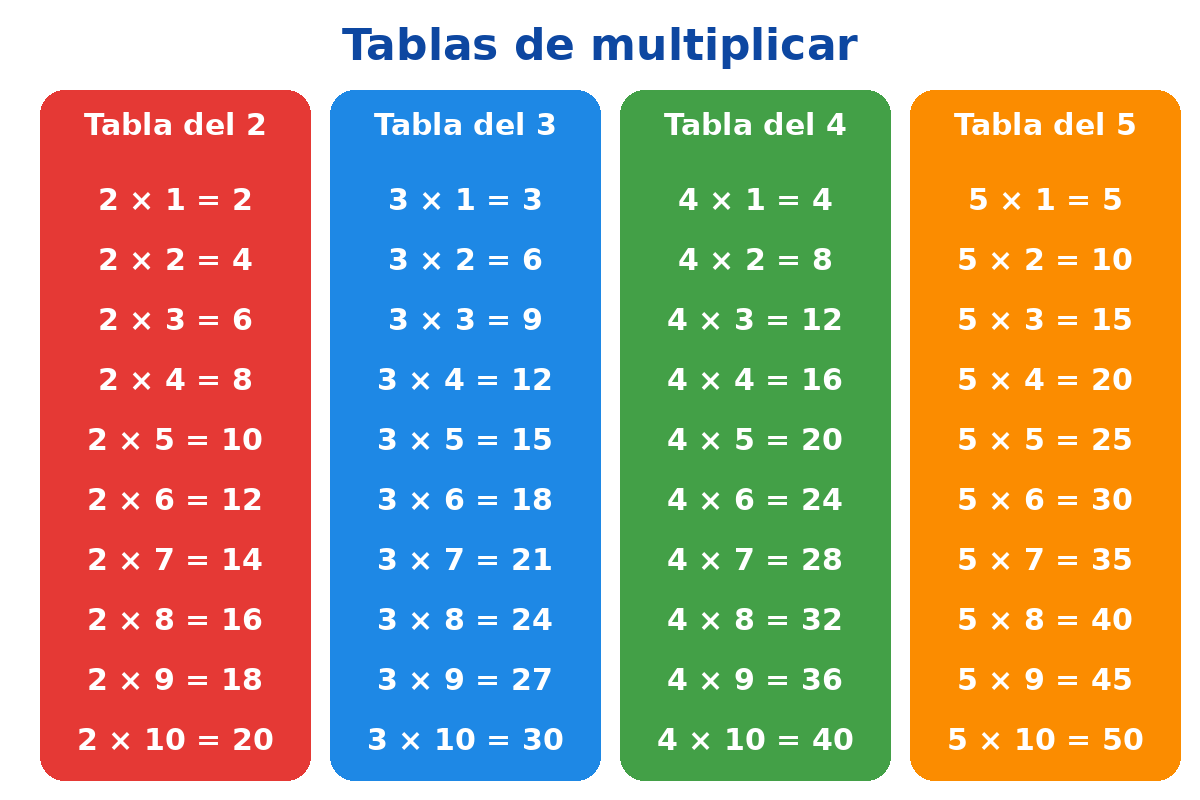 Tablas de multiplicar
Tabla del 2
2 × 1 = 2
2 × 2 = 4
2 × 3 = 6
2 × 4 = 8
2 × 5 = 10
2 × 6 = 12
2 × 7 = 14
2 × 8 = 16
2 × 9 = 18
2 × 10 = 20
Tabla del 3
3 × 1 = 3
3 × 2 = 6
3 × 3 = 9
3 × 4 = 12
3 × 5 = 15
3 × 6 = 18
3 × 7 = 21
3 × 8 = 24
3 × 9 = 27
3 × 10 = 30
Tabla del 4
4 × 1 = 4
4 × 2 = 8
4 × 3 = 12
4 × 4 = 16
4 × 5 = 20
4 × 6 = 24
4 × 7 = 28
4 × 8 = 32
4 × 9 = 36
4 × 10 = 40
Tabla del 5
5 × 1 = 5
5 × 2 = 10
5 × 3 = 15
5 × 4 = 20
5 × 5 = 25
5 × 6 = 30
5 × 7 = 35
5 × 8 = 40
5 × 9 = 45
5 × 10 = 50